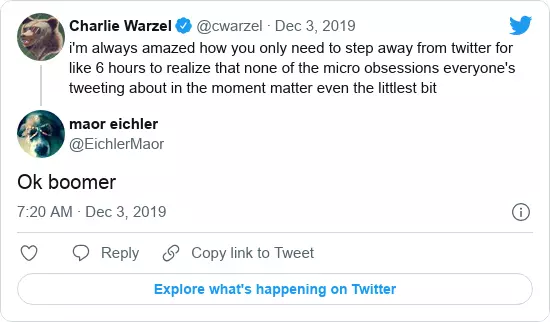 Charlie Warzel @cwarzel · Dec 3, 2019
i'm always amazed how you only need to step away from twitter for
like 6 hours to realize that none of the micro obsessions everyone's
tweeting about in the moment matter even the littlest bit
maor eichler
@EichlerMaor
Ok boomer
7:20 AM · Dec 3, 2019
Reply Copy link to Tweet
Explore what's happening on Twitter